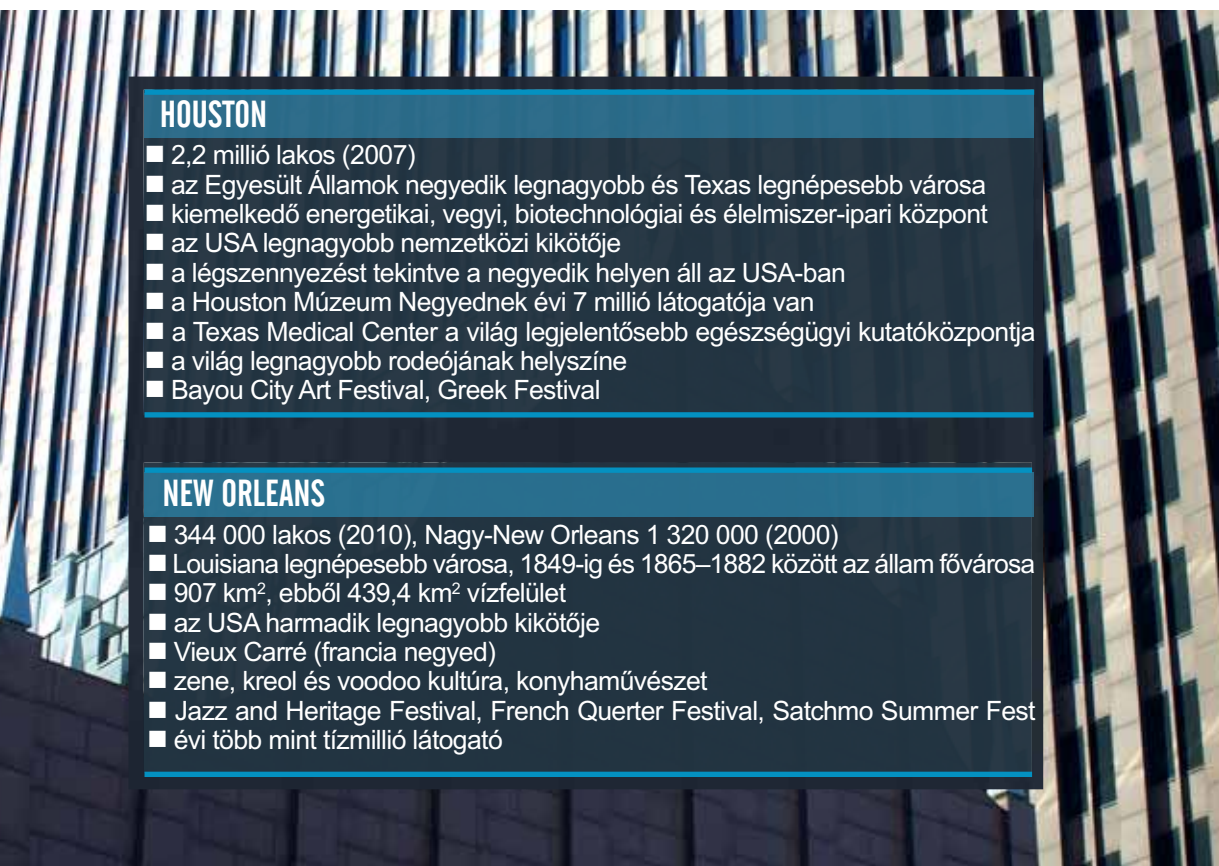 HOUSTON
■ 2,2 millió lakos (2007)
■ az Egyesült Államok negyedik legnagyobb és Texas legnépesebb városa
■ kiemelkedő energetikai, vegyi, biotechnológiai és élelmiszer-ipari központ
■ az USA legnagyobb nemzetközi kikötője
■ a légszennyezést tekintve a negyedik helyen áll az USA-ban
■ a Houston Múzeum Negyednek évi 7 millió látogatója van
■ a Texas Medical Center a világ legjelentősebb egészségügyi kutatóközpontja
■ a világ legnagyobb rodeójának helyszíne
■ Bayou City Art Festival, Greek Festival
NEW ORLEANS
■ 344 000 lakos (2010), Nagy-New Orleans 1 320 000 (2000)
■ Louisiana legnépesebb városa, 1849-ig és 1865–1882 között az állam fővárosa
■ 907 km², ebből 439,4 km² vízfelület
■ az USA harmadik legnagyobb kikötője
■ Vieux Carré (francia negyed)
■ zene, kreol és voodoo kultúra, konyhaművészet
■ Jazz and Heritage Festival, French Querter Festival, Satchmo Summer Fest
■ évi több mint tízmillió látogató